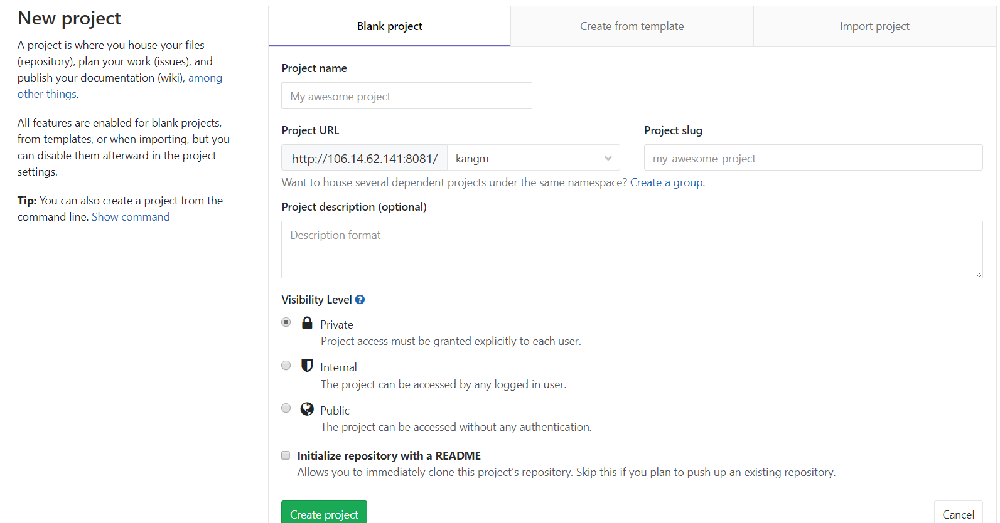 New project
A project is where you house your files
(repository), plan your work (issues), and
publish your documentation (wiki), among
other things.
All features are enabled for blank projects,
from templates, or when importing, but you
can disable them afterward in the project
settings.
Tip: You can also create a project from the
command line. Show command
Blank project
Create from template
Import project
Project name
My awesome project
Project URL
Project slug
http://106.14.62.141:8081/
kangm
my-awesome-project
Want to house several dependent projects under the same namespace? Create a group.
Project description (optional)
Description format
Visibility Level ?
Private
Project access must be granted explicitly to each user.
Internal
The project can be accessed by any logged in user.
Public
The project can be accessed without any authentication.
Initialize repository with a README
Allows you to immediately clone this project’s repository. Skip this if you plan to push up an existing repository.
Create project
Cancel